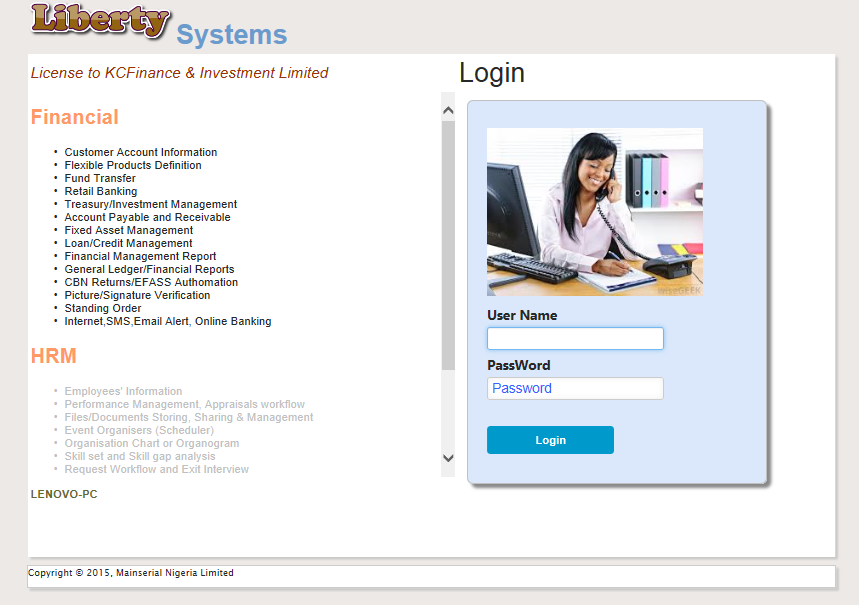 Liberty Systems
License to KCFinance & Investment Limited
Login
Financial
• Customer Account Information
• Flexible Products Definition
• Fund Transfer
• Retail Banking
• Treasury/Investment Management
• Account Payable and Receivable
• Fixed Asset Management
• Loan/Credit Management
• Financial Management Report
• General Ledger/Financial Reports
• CBN Returns/EFASS Authomation
• Picture/Signature Verification
• Standing Order
• Internet,SMS,Email Alert, Online Banking
HRM
• Employees' Information
• Performance Management, Appraisals workflow
• Files/Documents Storing, Sharing & Management
• Event Organisers (Scheduler)
• Organisation Chart or Organogram
• Skill set and Skill gap analysis
• Request Workflow and Exit Interview
LENOVO-PC
wiseGEEK
User Name
PassWord
Password
Login
Copyright © 2015, Mainserial Nigeria Limited